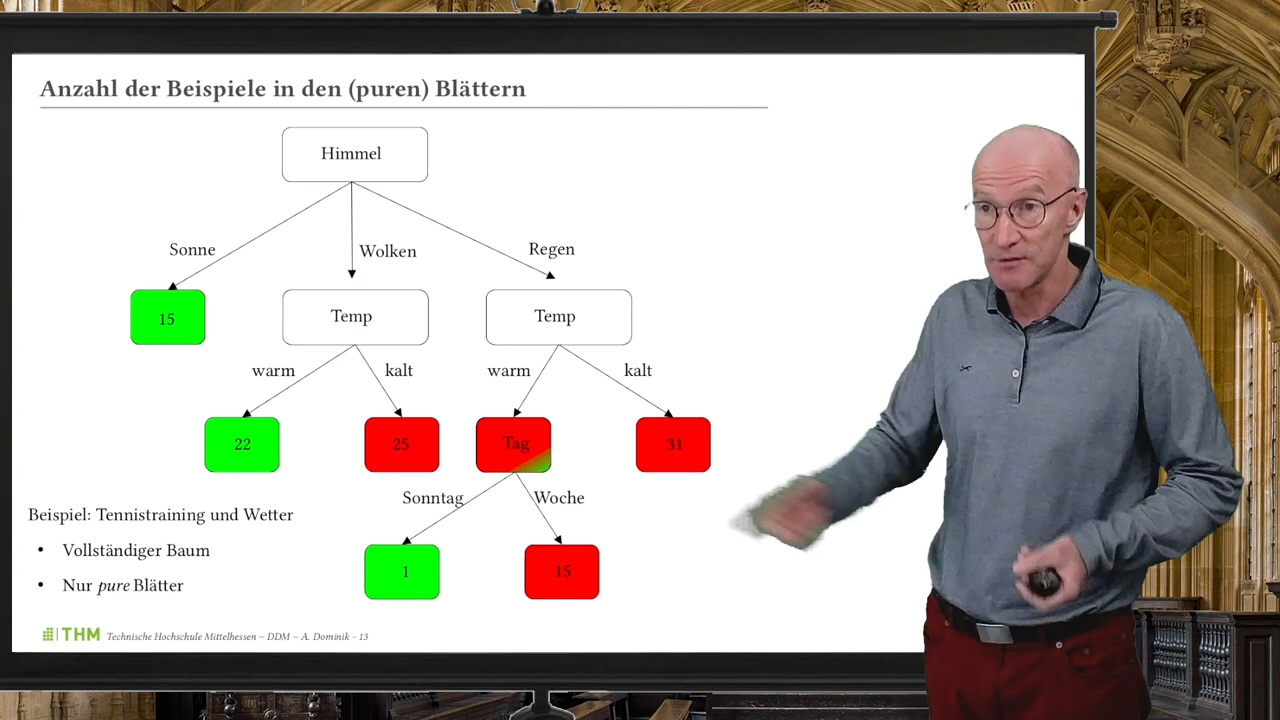 Anzahl der Beispiele in den (puren) Blättern
Himmel
Sonne
Wolken
Regen
15
Temp
Temp
warm
kalt
warm
kalt
22
25
Tag
31
Sonntag
Woche
Beispiel: Tennistraining und Wetter
• Vollständiger Baum
1
15
• Nur pure Blätter
THM Technische Hochschule Mittelhessen – DDM – A. Dominik - 13